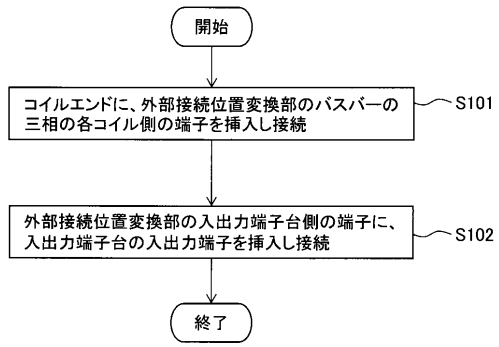 開始
コイルエンドに、外部接続位置変換部のバスバーの
三相の各コイル側の端子を挿入し接続
S101
外部接続位置変換部の入出力端子台側の端子に、
入出力端子台の入出力端子を挿入し接続
S102
終了